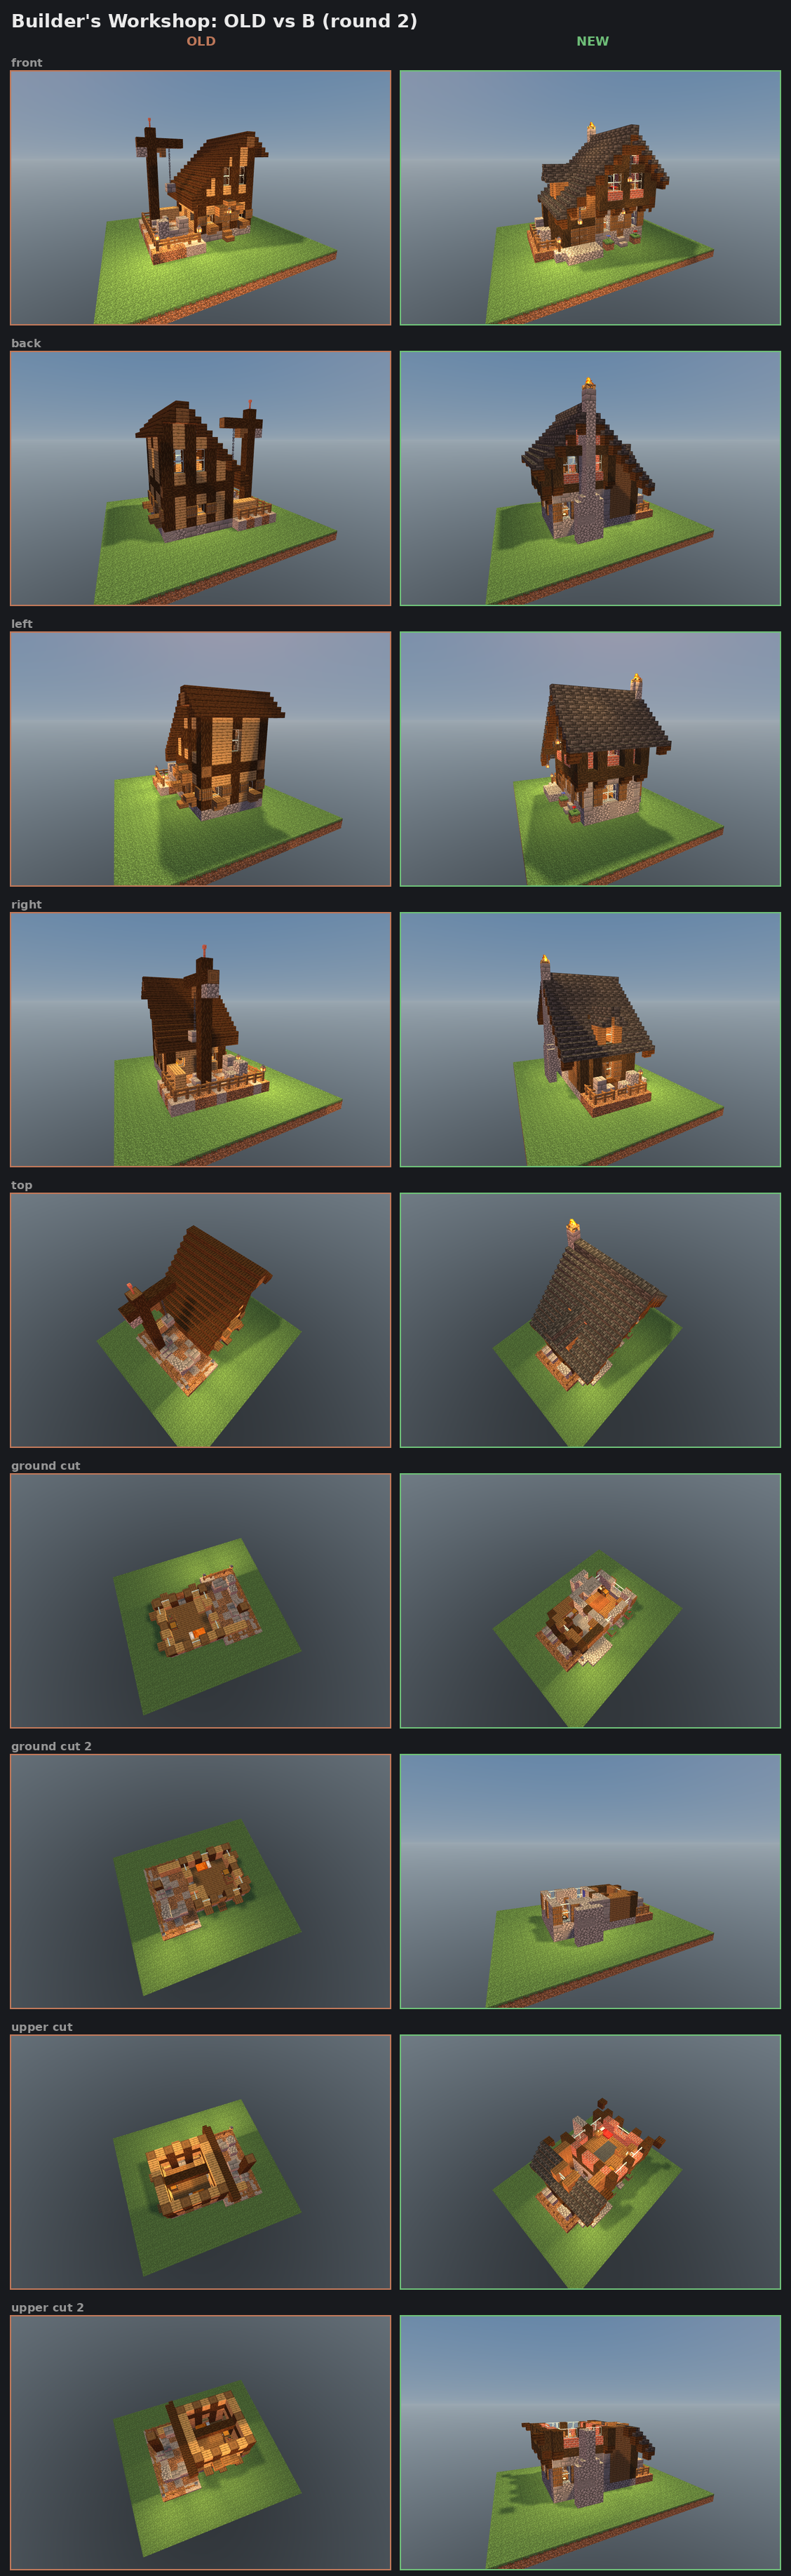 Builder's Workshop: OLD vs B (round 2)
OLD
NEW
front
back
left
right
top
ground cut
ground cut 2
upper cut
upper cut 2